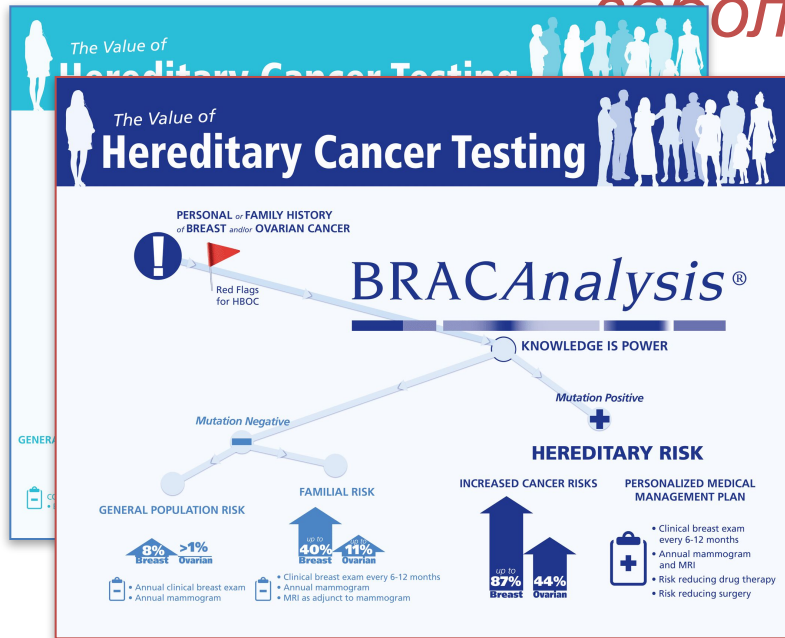 The Value of
Hereditary Cancer Testing
The Value of
Hereditary Cancer Testing
PERSONAL or FAMILY HISTORY
of BREAST and/or OVARIAN CANCER
!
Red Flags
for HBOC
BRACAnalysis®
KNOWLEDGE IS POWER
Mutation Negative
Mutation Positive
HEREDITARY RISK
GENERAL POPULATION RISK
8%
Breast
>1%
Ovarian
• Annual clinical breast exam
• Annual mammogram
FAMILIAL RISK
up to
40%
Breast
up to
11%
Ovarian
• Clinical breast exam every 6-12 months
• Annual mammogram
• MRI as adjunct to mammogram
INCREASED CANCER RISKS
up to
87%
Breast
44%
Ovarian
PERSONALIZED MEDICAL
MANAGEMENT PLAN
• Clinical breast exam
every 6-12 months
• Annual mammogram
and MRI
• Risk reducing drug therapy
• Risk reducing surgery